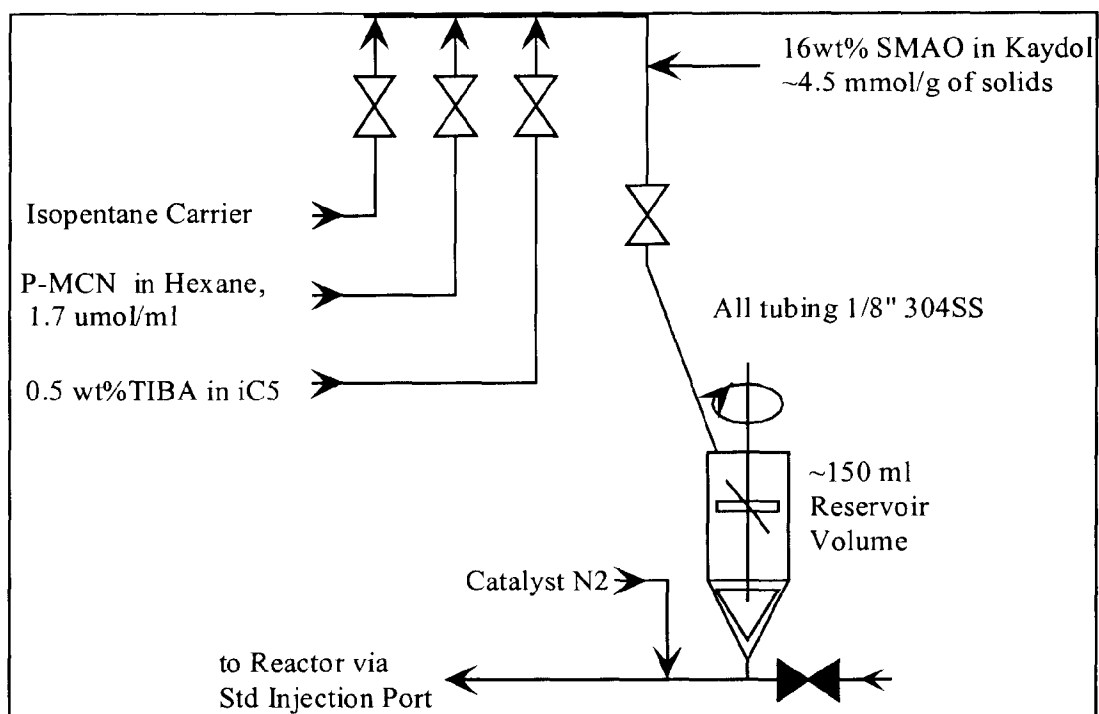 16wt% SMAO in Kaydol
~4.5 mmol/g of solids
Isopentane Carrier
P-MCN in Hexane,
1.7 umol/ml
All tubing 1/8" 304SS
0.5 wt%TIBA in iC5
~150 ml
Reservoir
Volume
Catalyst N2
to Reactor via
Std Injection Port